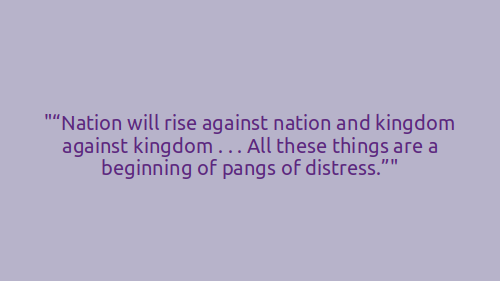 "“Nation will rise against nation and kingdom
against kingdom . . . All these things are a
beginning of pangs of distress.”"